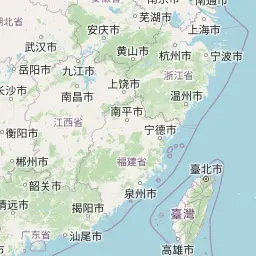 南京市
南通市
安徽省
湖北省
芜湖市
上海市
安庆市
武汉市
黄山市
杭州市
宁波市
岳阳市
九江市
浙江省
上饶市
长沙市
南昌市
温州市
南平市
江西省
宁德市
衡阳市
福建省
郴州市
臺北市
韶关市
泉州市
揭阳市
臺灣
清远市
广东省
汕尾市
高雄市